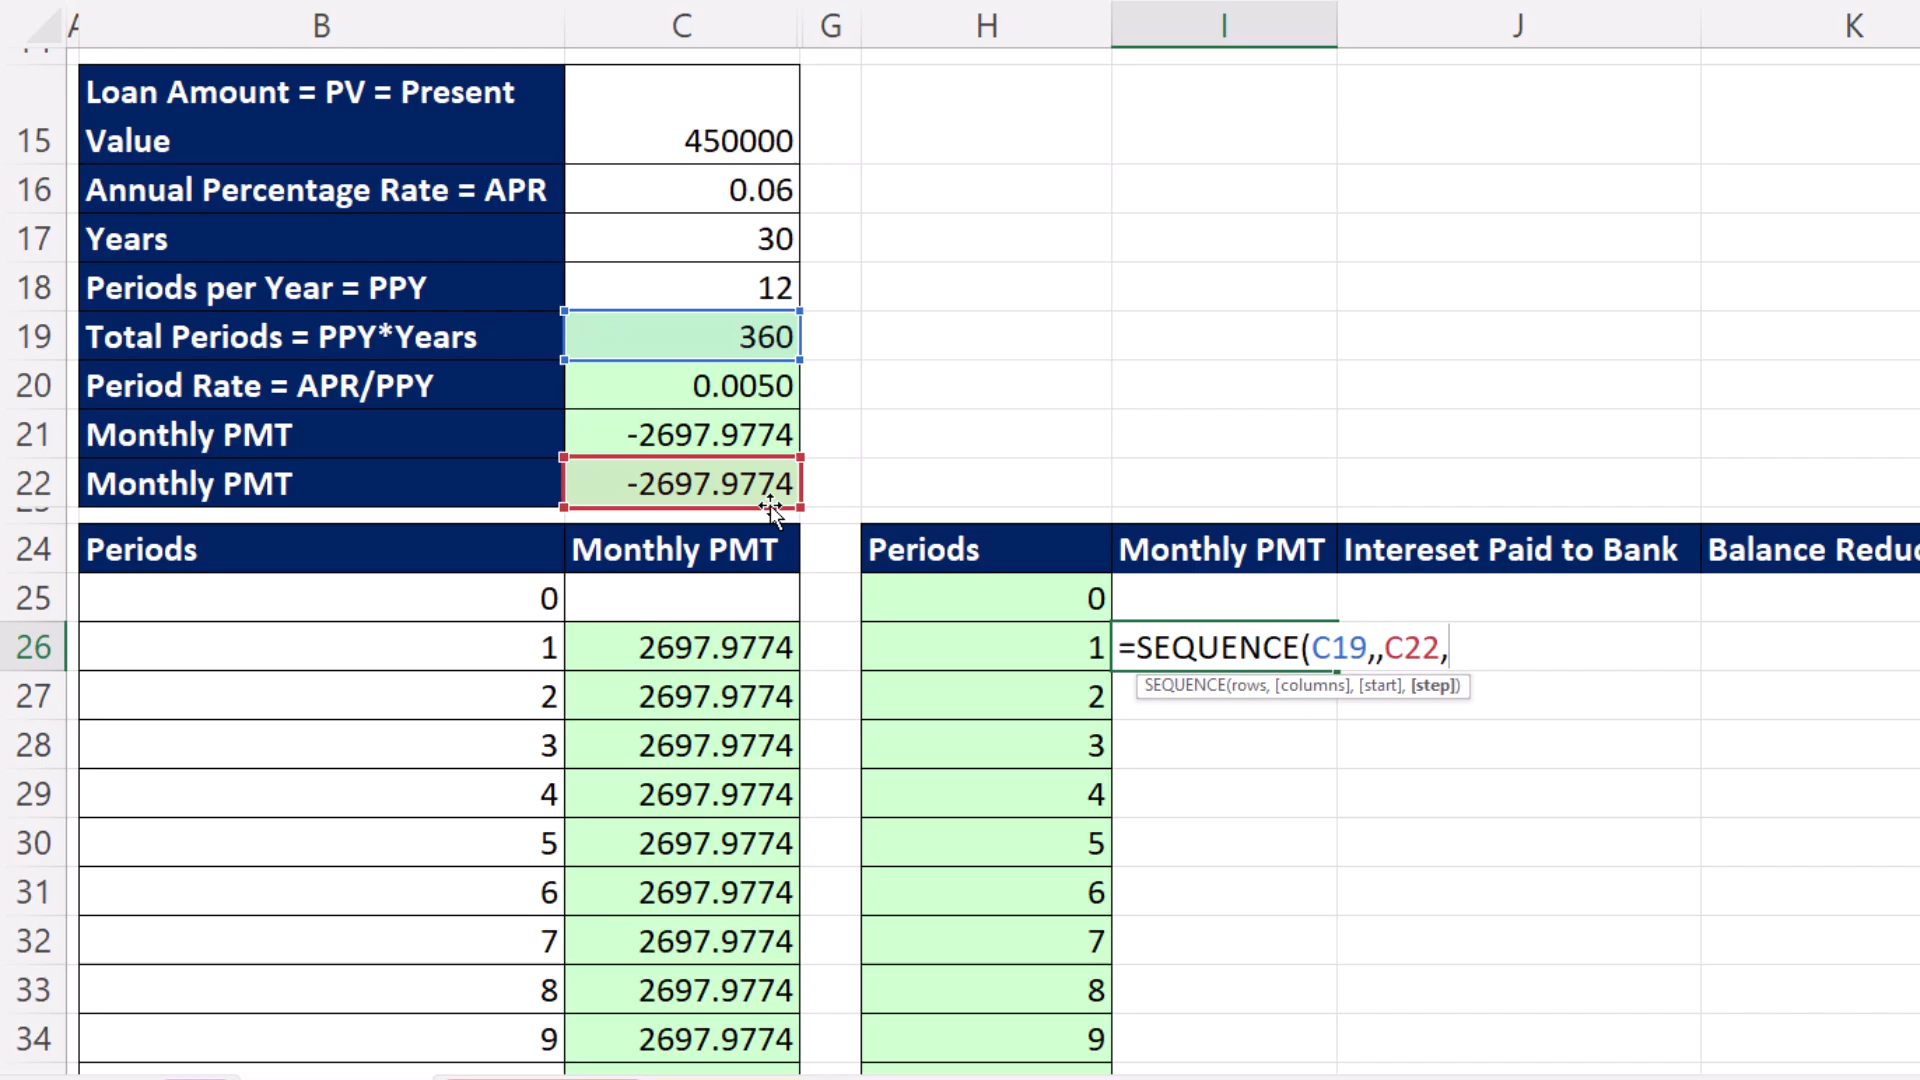 A B C G H I J K
Loan Amount = PV = Present
15 Value 450000
16 Annual Percentage Rate = APR 0.06
17 Years 30
18 Periods per Year = PPY 12
19 Total Periods = PPY*Years 360
20 Period Rate = APR/PPY 0.0050
21 Monthly PMT -2697.9774
22 Monthly PMT -2697.9774
24 Periods Monthly PMT Periods Monthly PMT Intereset Paid to Bank Balance Reduc
25 0 0
26 1 2697.9774 1 =SEQUENCE(C19,,C22,
SEQUENCE(rows, [columns], [start], [step])
27 2 2697.9774 2
28 3 2697.9774 3
29 4 2697.9774 4
30 5 2697.9774 5
31 6 2697.9774 6
32 7 2697.9774 7
33 8 2697.9774 8
34 9 2697.9774 9